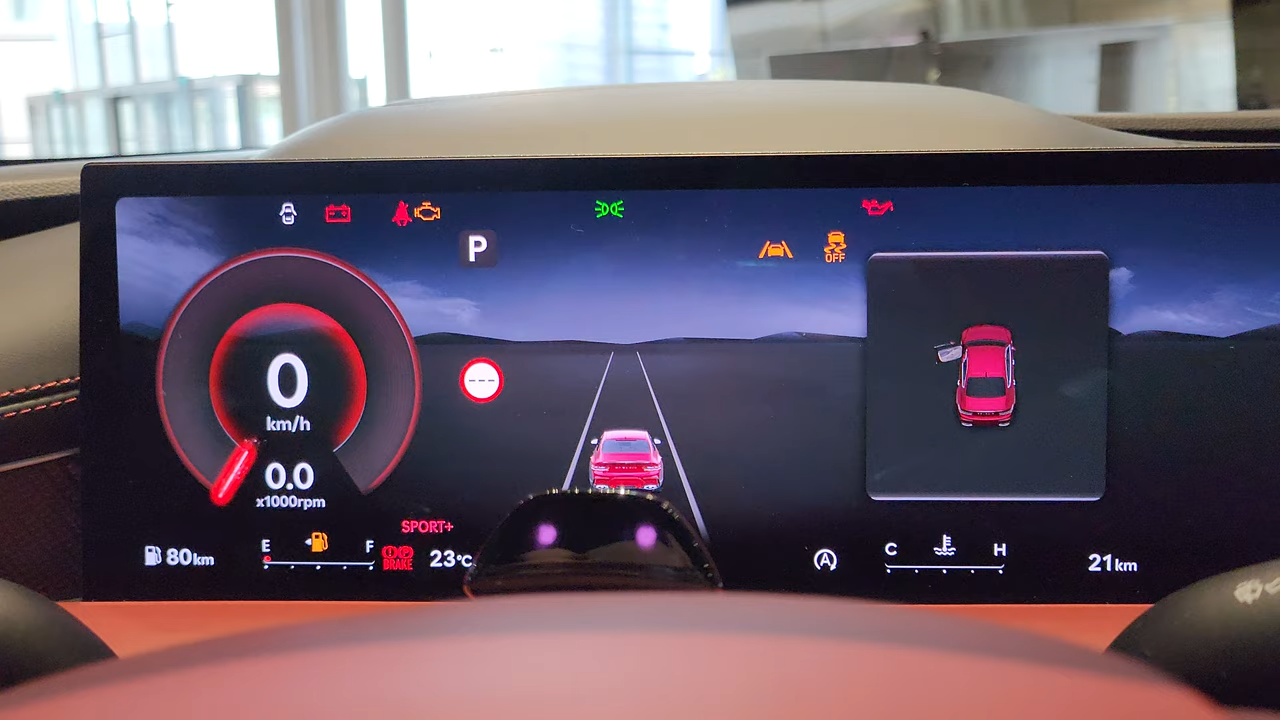 P
OFF
0
km/h
0.0
x1000rpm
SPORT+
80km
E
F
BRAKE
23°C
A
C
H
21km